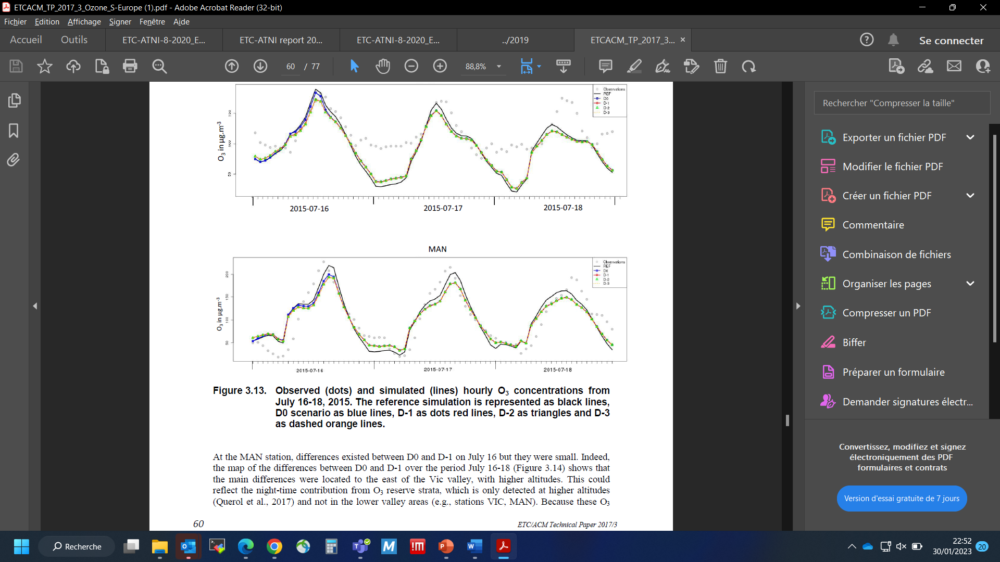 ETCACM_TP_2017_3_Ozone_S-Europe (1).pdf - Adobe Acrobat Reader (32-bit)
Fichier Edition Affichage Signer Fenêtre Aide
Accueil Outils ETC-ATNI-8-2020_E... ETC-ATNI report 20... ETC-ATNI-8-2020_E... ../2019 ETCACM_TP_2017_3... × Se connecter
60 / 77 88,8%
Rechercher "Compresser la taille"
Exporter un fichier PDF
Modifier le fichier PDF
Créer un fichier PDF
Commentaire
Combinaison de fichiers
Organiser les pages
Compresser un PDF
Biffer
Préparer un formulaire
Demander signatures électr...
Convertissez, modifiez et signez
électroniquement des PDF
formulaires et contrats
Version d'essai gratuite de 7 jours
Observations
REF
D0
D-1
D-2
D-3
O₃ in µg.m⁻³
150
100
50
2015-07-16 2015-07-17 2015-07-18
MAN
Observations
REF
D0
D-1
D-2
D-3
O₃ in µg.m⁻³
200
150
100
50
2015-07-16 2015-07-17 2015-07-18
Figure 3.13. Observed (dots) and simulated (lines) hourly O₃ concentrations from
July 16-18, 2015. The reference simulation is represented as black lines,
D0 scenario as blue lines, D-1 as dots red lines, D-2 as triangles and D-3
as dashed orange lines.
At the MAN station, differences existed between D0 and D-1 on July 16 but they were small. Indeed,
the map of the differences between D0 and D-1 over the period July 16-18 (Figure 3.14) shows that
the main differences were located to the east of the Vic valley, with higher altitudes. This could
reflect the night-time contribution from O₃ reserve strata, which is only detected at higher altitudes
(Querol et al., 2017) and not in the lower valley areas (e.g., stations VIC, MAN). Because these O₃
60 ETC/ACM Technical Paper 2017/3
Recherche
22:52
30/01/2023
20